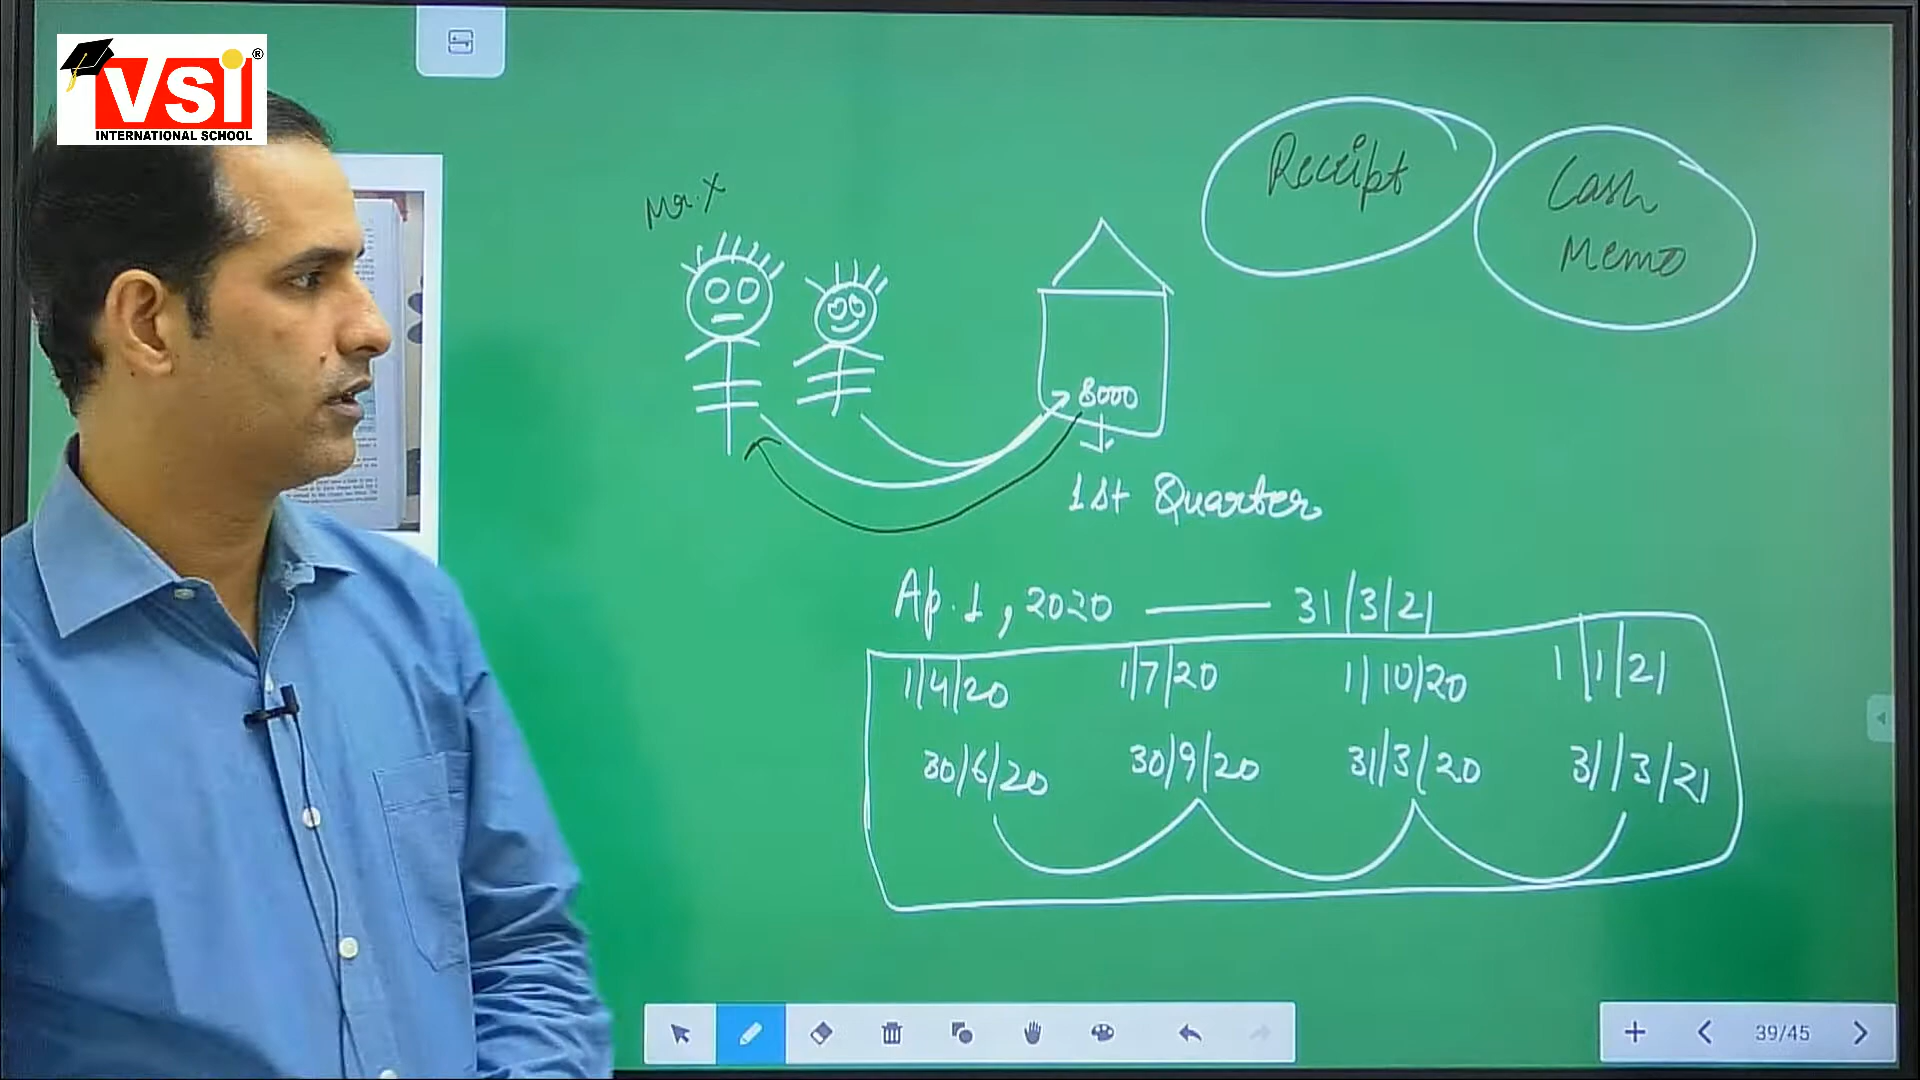 VSI
®
INTERNATIONAL SCHOOL
Receipt
Cash
Memo
Mr. X
8000
1st Quarter
Ap. 1, 2020 —— 31/3/21
1/4/20 1/7/20 1/10/20 1/1/21
30/6/20 30/9/20 31/3/20 31/3/21
39/45